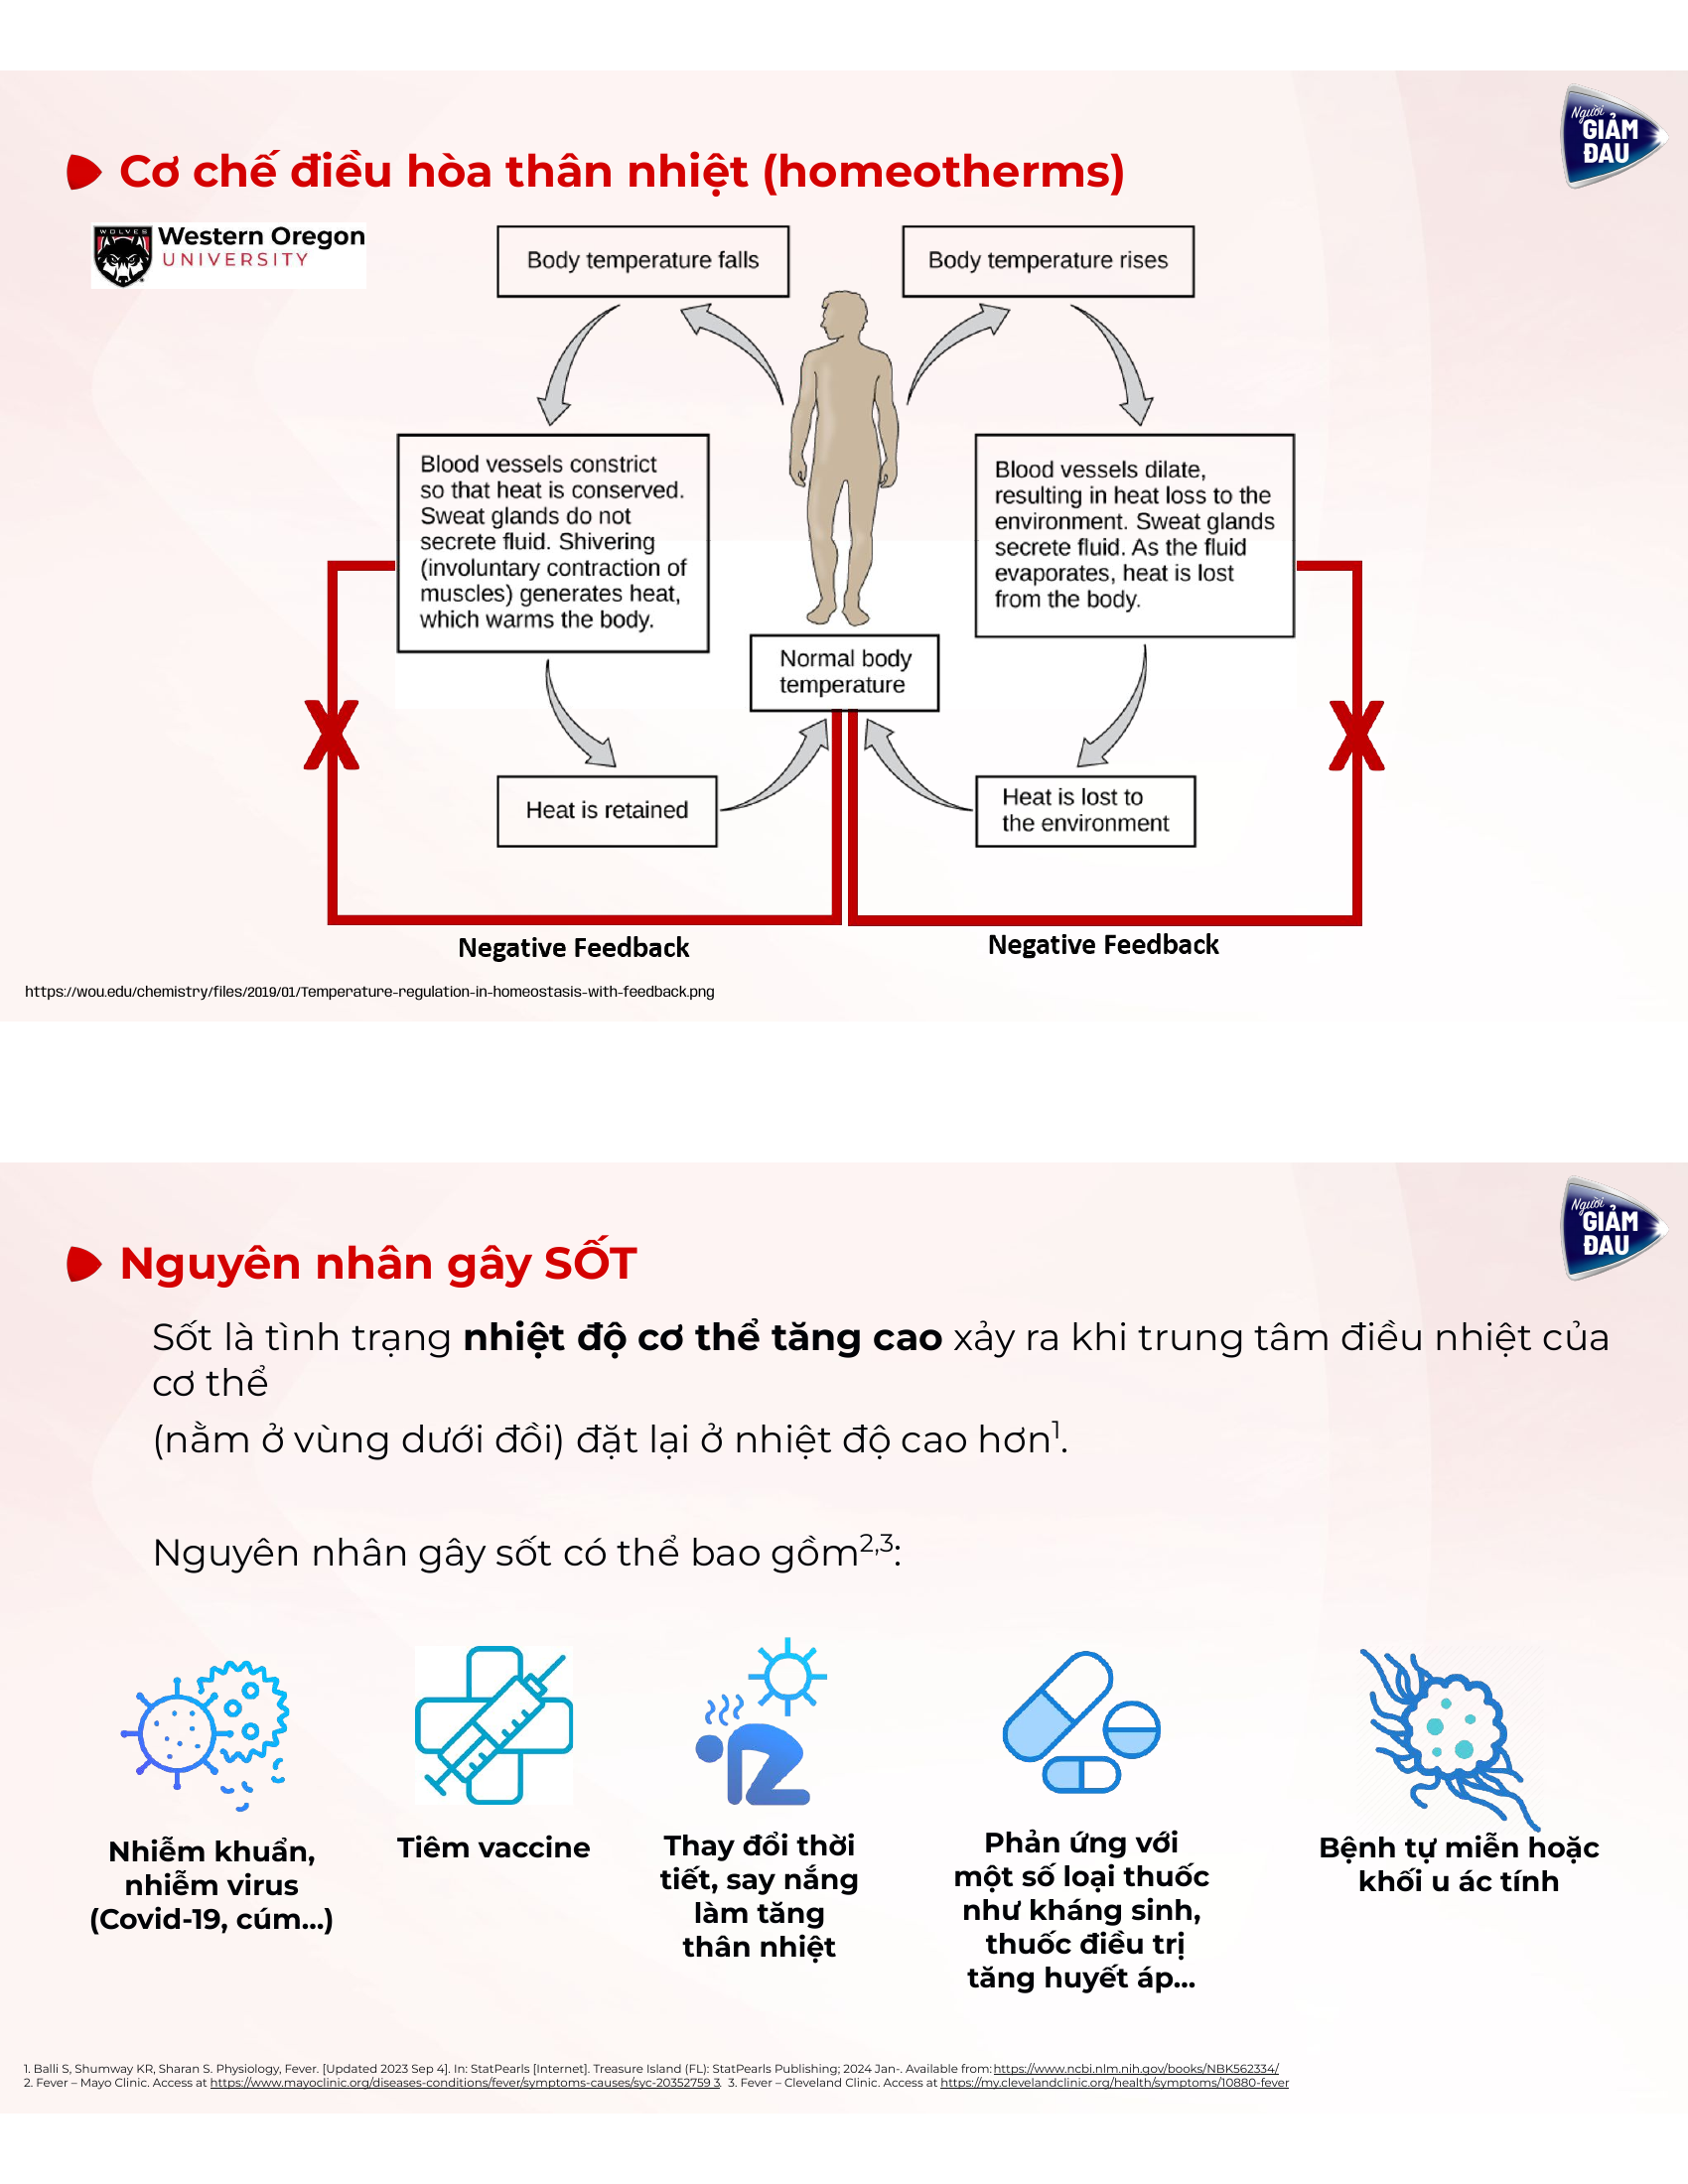 Người
GIẢM
ĐAU
Cơ chế điều hòa thân nhiệt (homeotherms)
WOLVES
Western Oregon
UNIVERSITY
Body temperature falls
Body temperature rises
Blood vessels constrict
so that heat is conserved.
Sweat glands do not
secrete fluid. Shivering
(involuntary contraction of
muscles) generates heat,
which warms the body.
Blood vessels dilate,
resulting in heat loss to the
environment. Sweat glands
secrete fluid. As the fluid
evaporates, heat is lost
from the body.
Normal body
temperature
X
X
Heat is retained
Heat is lost to
the environment
Negative Feedback
Negative Feedback
https://wou.edu/chemistry/files/2019/01/Temperature-regulation-in-homeostasis-with-feedback.png
Người
GIẢM
ĐAU
Nguyên nhân gây SỐT
Sốt là tình trạng nhiệt độ cơ thể tăng cao xảy ra khi trung tâm điều nhiệt của
cơ thể
(nằm ở vùng dưới đồi) đặt lại ở nhiệt độ cao hơn1.
Nguyên nhân gây sốt có thể bao gồm2,3:
Nhiễm khuẩn,
nhiễm virus
(Covid-19, cúm...)
Tiêm vaccine
Thay đổi thời
tiết, say nắng
làm tăng
thân nhiệt
Phản ứng với
một số loại thuốc
như kháng sinh,
thuốc điều trị
tăng huyết áp...
Bệnh tự miễn hoặc
khối u ác tính
1. Balli S, Shumway KR, Sharan S. Physiology, Fever. [Updated 2023 Sep 4]. In: StatPearls [Internet]. Treasure Island (FL): StatPearls Publishing; 2024 Jan-. Available from: https://www.ncbi.nlm.nih.gov/books/NBK562334/
2. Fever – Mayo Clinic. Access at https://www.mayoclinic.org/diseases-conditions/fever/symptoms-causes/syc-20352759 3. 3. Fever – Cleveland Clinic. Access at https://my.clevelandclinic.org/health/symptoms/10880-fever